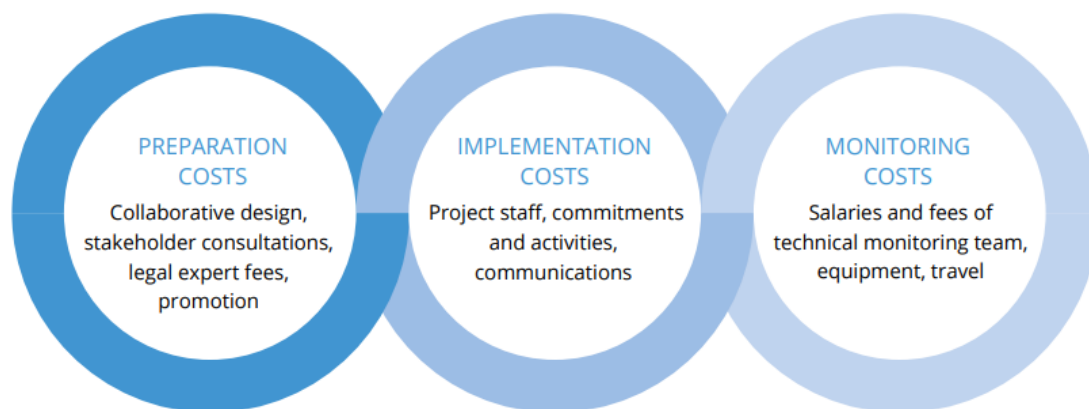 PREPARATION
COSTS
Collaborative design,
stakeholder consultations,
legal expert fees,
promotion
IMPLEMENTATION
COSTS
Project staff, commitments
and activities,
communications
MONITORING
COSTS
Salaries and fees of
technical monitoring team,
equipment, travel